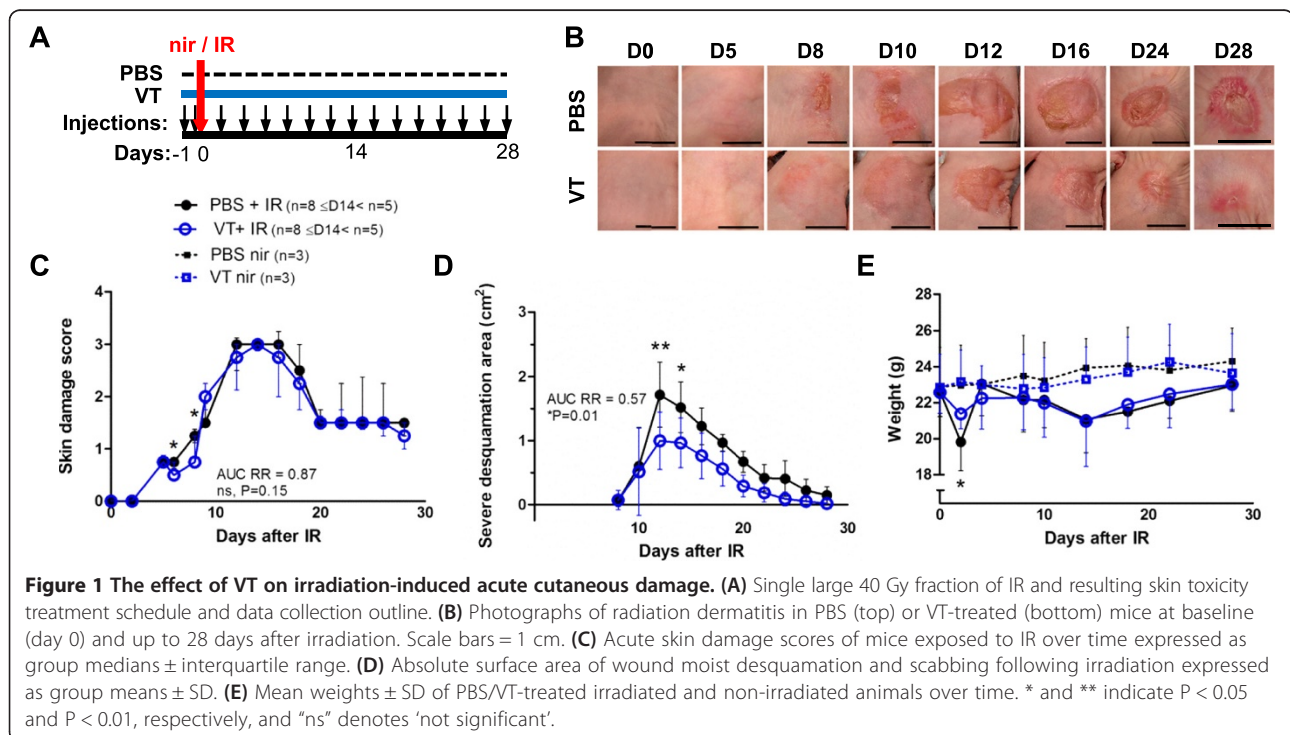 A
nir / IR
PBS
VT
Injections:
Days: -1 0 14 28
B
D0 D5 D8 D10 D12 D16 D24 D28
PBS
VT
PBS + IR (n=8 ≤D14< n=5)
VT+ IR (n=8 ≤D14< n=5)
PBS nir (n=3)
VT nir (n=3)
C
Skin damage score
4
3
2
1
0
* *
AUC RR = 0.87
ns, P=0.15
0 10 20 30
Days after IR
D
Severe desquamation area (cm²)
3
2
1
0
** *
AUC RR = 0.57
*P=0.01
10 20 30
Days after IR
E
Weight (g)
28
26
24
22
20
18
*
0 10 20 30
Days after IR
Figure 1 The effect of VT on irradiation-induced acute cutaneous damage. (A) Single large 40 Gy fraction of IR and resulting skin toxicity
treatment schedule and data collection outline. (B) Photographs of radiation dermatitis in PBS (top) or VT-treated (bottom) mice at baseline
(day 0) and up to 28 days after irradiation. Scale bars = 1 cm. (C) Acute skin damage scores of mice exposed to IR over time expressed as
group medians ± interquartile range. (D) Absolute surface area of wound moist desquamation and scabbing following irradiation expressed
as group means ± SD. (E) Mean weights ± SD of PBS/VT-treated irradiated and non-irradiated animals over time. * and ** indicate P < 0.05
and P < 0.01, respectively, and “ns” denotes ‘not significant’.